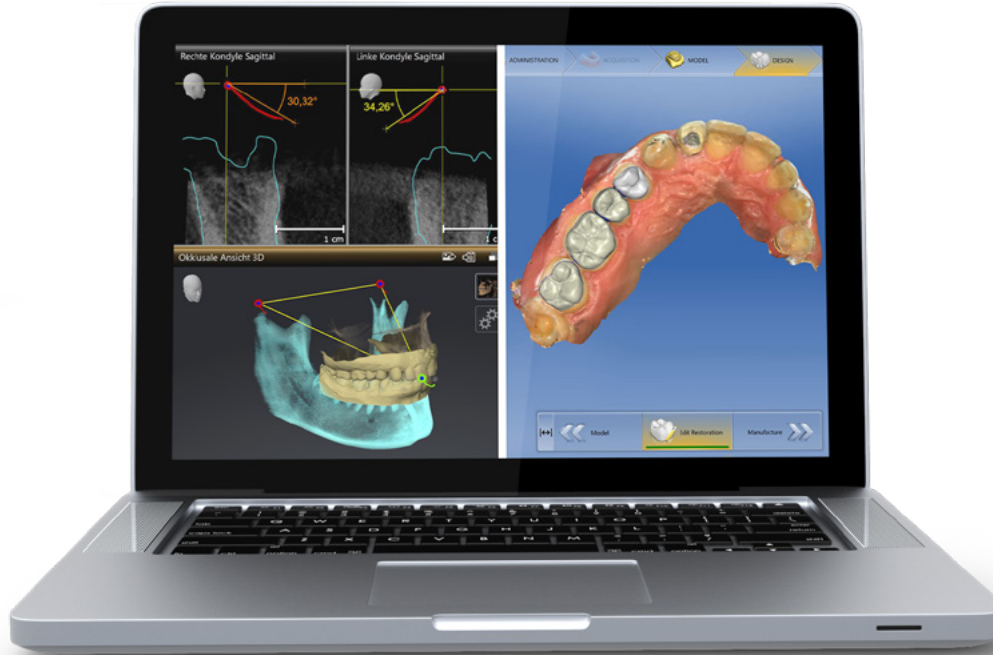 Rechte Kondyle Sagittal
Linke Kondyle Sagittal
30,32°
34,26°
1 cm
1 c
Okklusale Ansicht 3D
ADMINISTRATION
ACQUISITION
MODEL
DESIGN
Model
Edit Restoration
Manufacture
Q W E R T Y U I O P [ ]
A S D F G H J K L ; '
Z X C V B N M